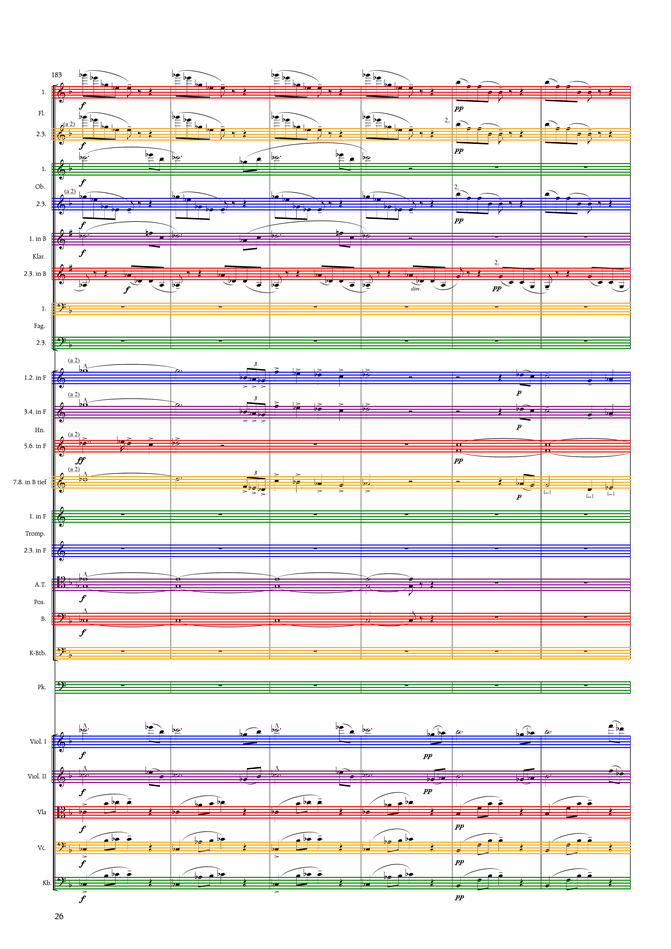 183
1.
f
pp
Fl.
(a 2)
2.
2.3.
f
pp
1.
f
Ob.
(a 2)
2.
2.3.
f
pp
1. in B
f
Klar.
2.
2.3. in B
f
dim.
pp
1.
Fag.
2.3.
(a 2)
3
1.2. in F
f
p
(a 2)
3
3.4. in F
f
p
Hn.
(a 2)
5.6. in F
ff
pp
(a 2)
3
7.8. in B tief
f
p
[...]
[...]
[...]
1. in F
Tromp.
2.3. in F
A.T.
f
Pos.
B.
f
K-Btb.
Pk.
Viol. I
f
pp
Viol. II
f
pp
Vla
f
pp
Vc.
f
pp
Kb.
f
pp
26